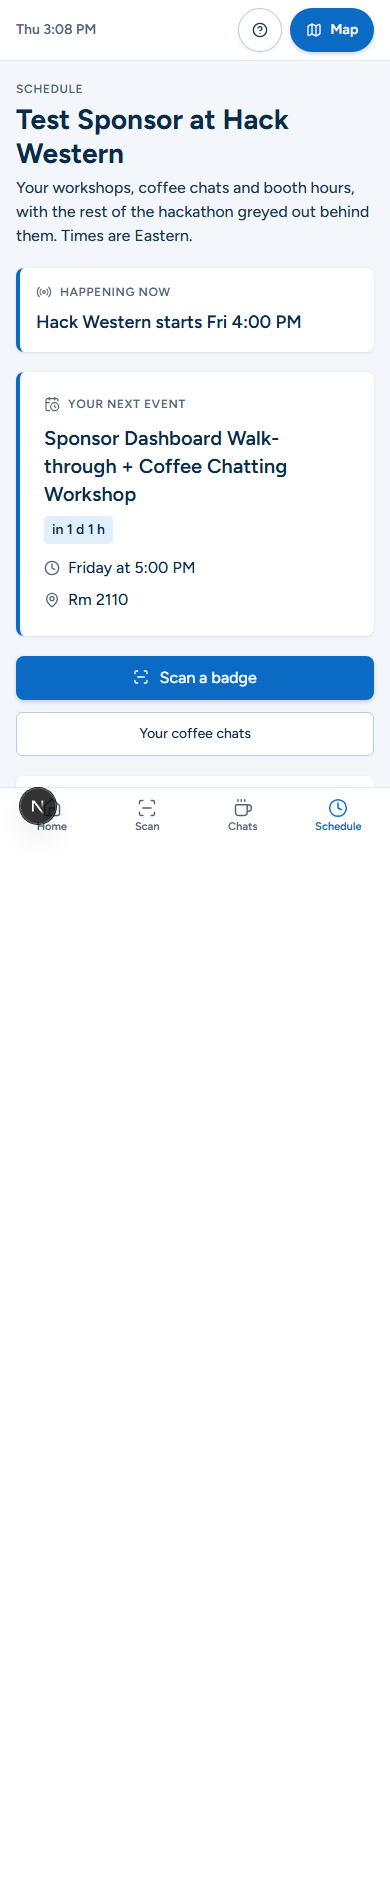 Thu 3:08 PM
Map
SCHEDULE
Test Sponsor at Hack
Western
Your workshops, coffee chats and booth hours,
with the rest of the hackathon greyed out behind
them. Times are Eastern.
HAPPENING NOW
Hack Western starts Fri 4:00 PM
YOUR NEXT EVENT
Sponsor Dashboard Walk-
through + Coffee Chatting
Workshop
in 1 d 1 h
Friday at 5:00 PM
Rm 2110
Scan a badge
Your coffee chats
N
Home
Scan
Chats
Schedule